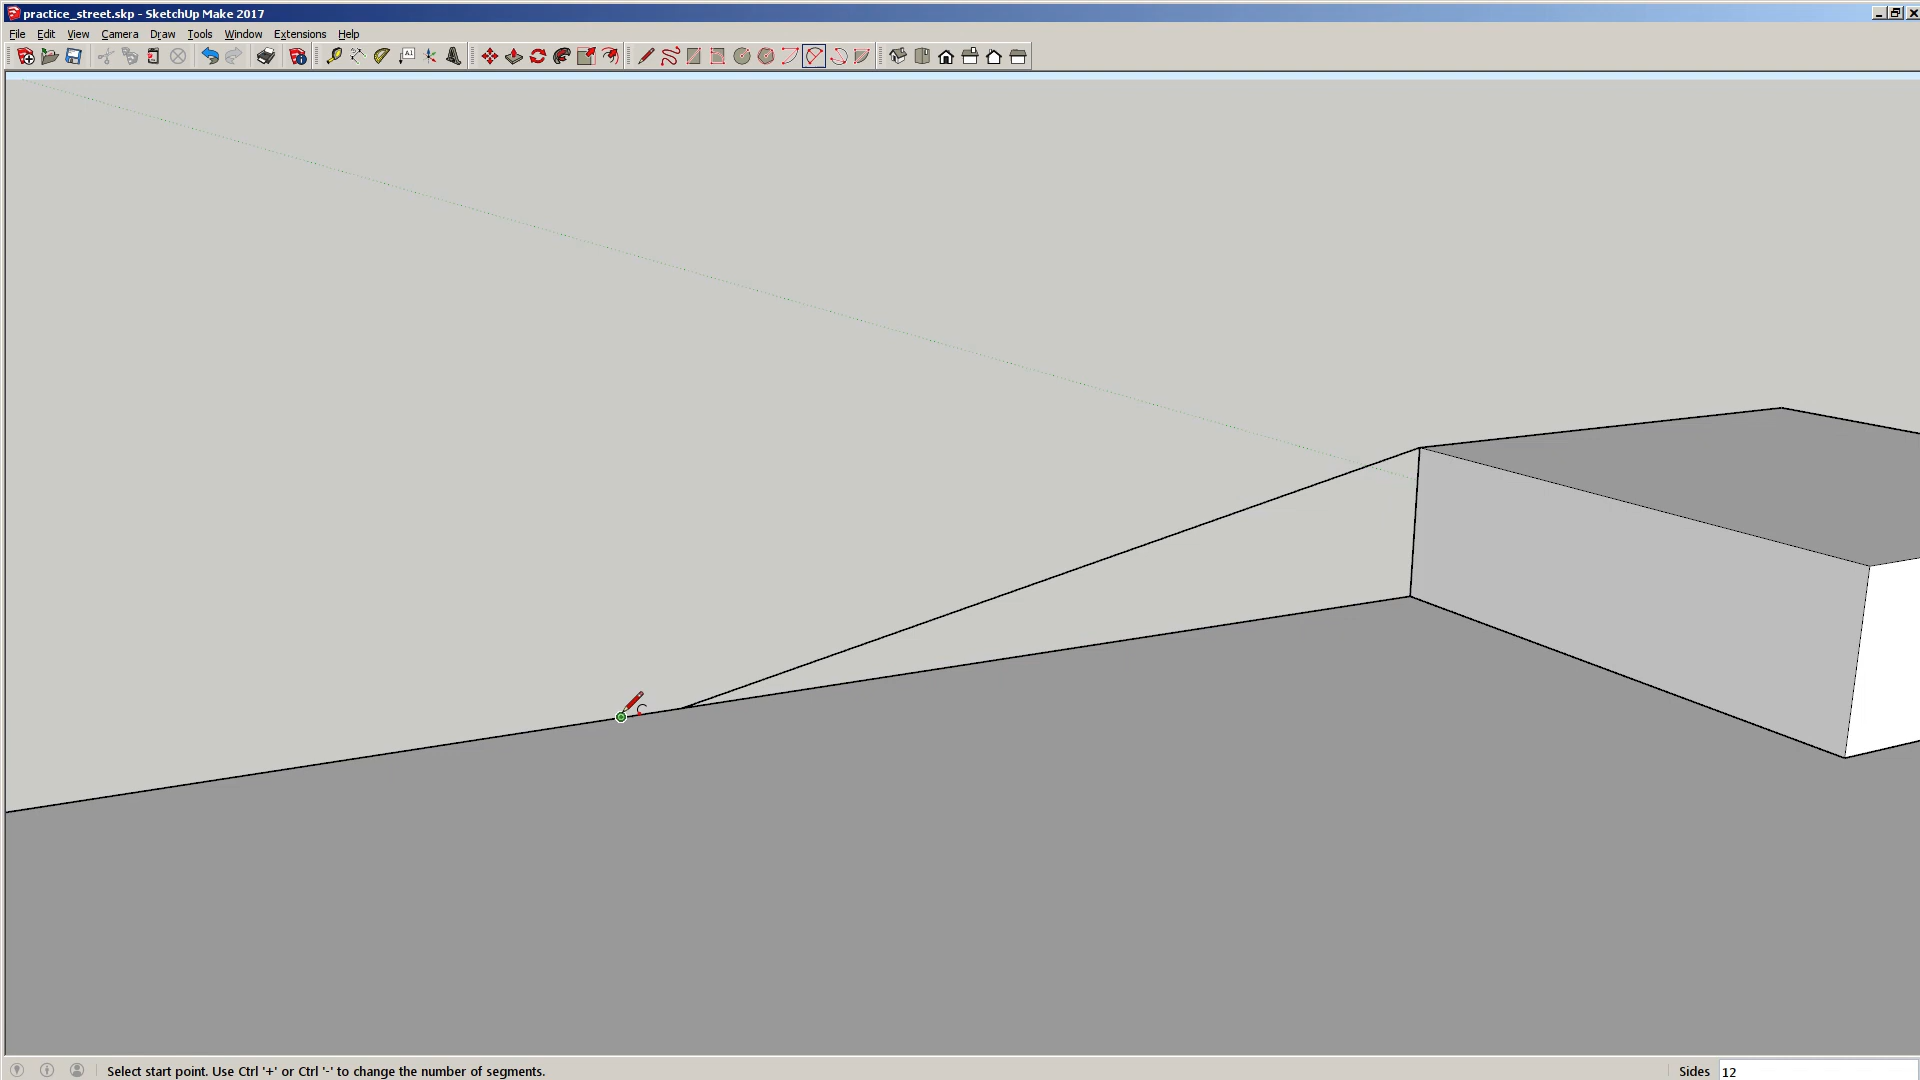 practice_street.skp - SketchUp Make 2017
File Edit View Camera Draw Tools Window Extensions Help
A1
Select start point. Use Ctrl '+' or Ctrl '-' to change the number of segments.
Sides 12